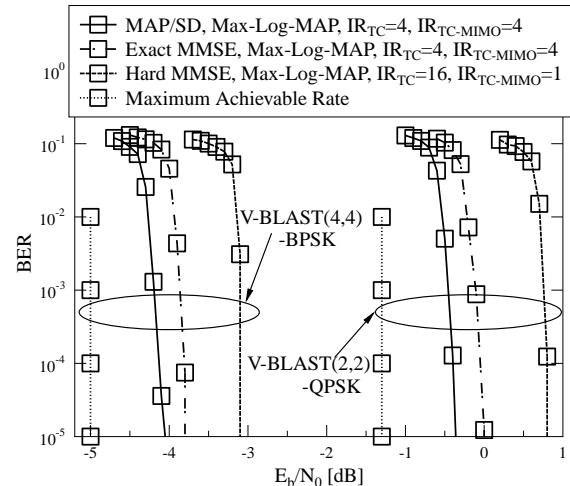 MAP/SD, Max-Log-MAP, IR_TC=4, IR_TC-MIMO=4
Exact MMSE, Max-Log-MAP, IR_TC=4, IR_TC-MIMO=4
Hard MMSE, Max-Log-MAP, IR_TC=16, IR_TC-MIMO=1
Maximum Achievable Rate
10^0
10^-1
10^-2
10^-3
10^-4
10^-5
BER
V-BLAST(4,4)
-BPSK
V-BLAST(2,2)
-QPSK
-5 -4 -3 -2 -1 0 1
E_b/N_0 [dB]